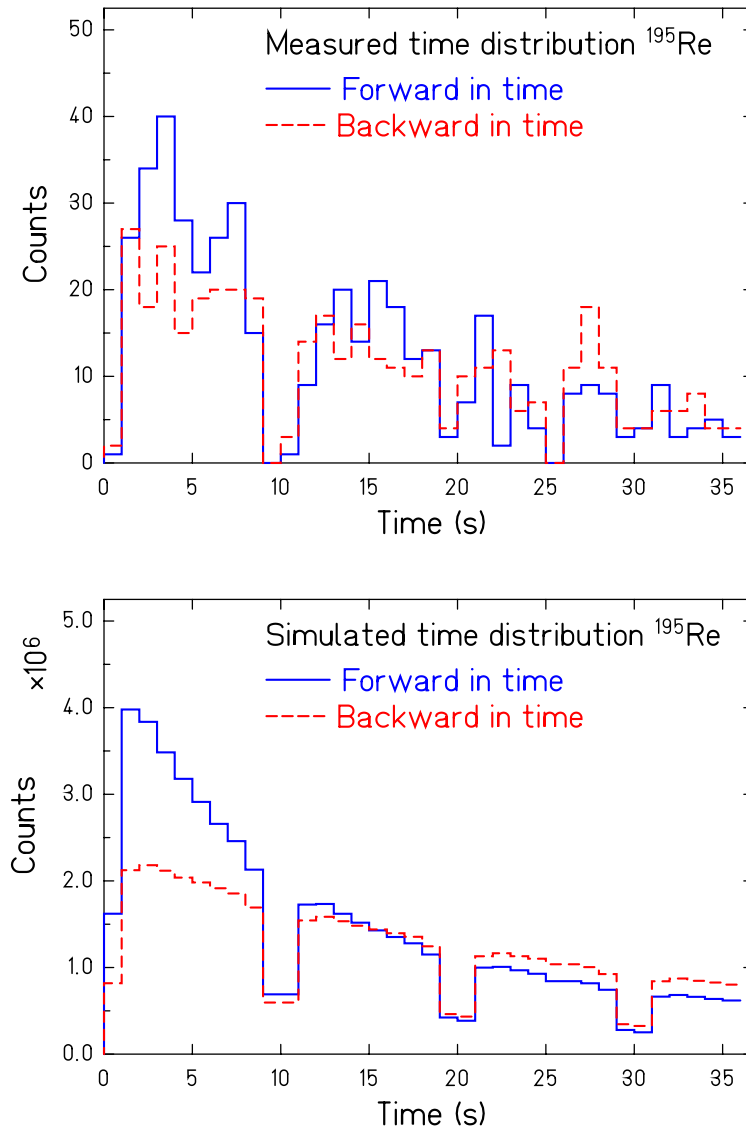 50
Measured time distribution ¹⁹⁵Re
Forward in time
Backward in time
40
30
20
10
0
Counts
0 5 10 15 20 25 30 35
Time (s)
×10⁶
5.0
Simulated time distribution ¹⁹⁵Re
Forward in time
Backward in time
4.0
3.0
2.0
1.0
0.0
Counts
0 5 10 15 20 25 30 35
Time (s)